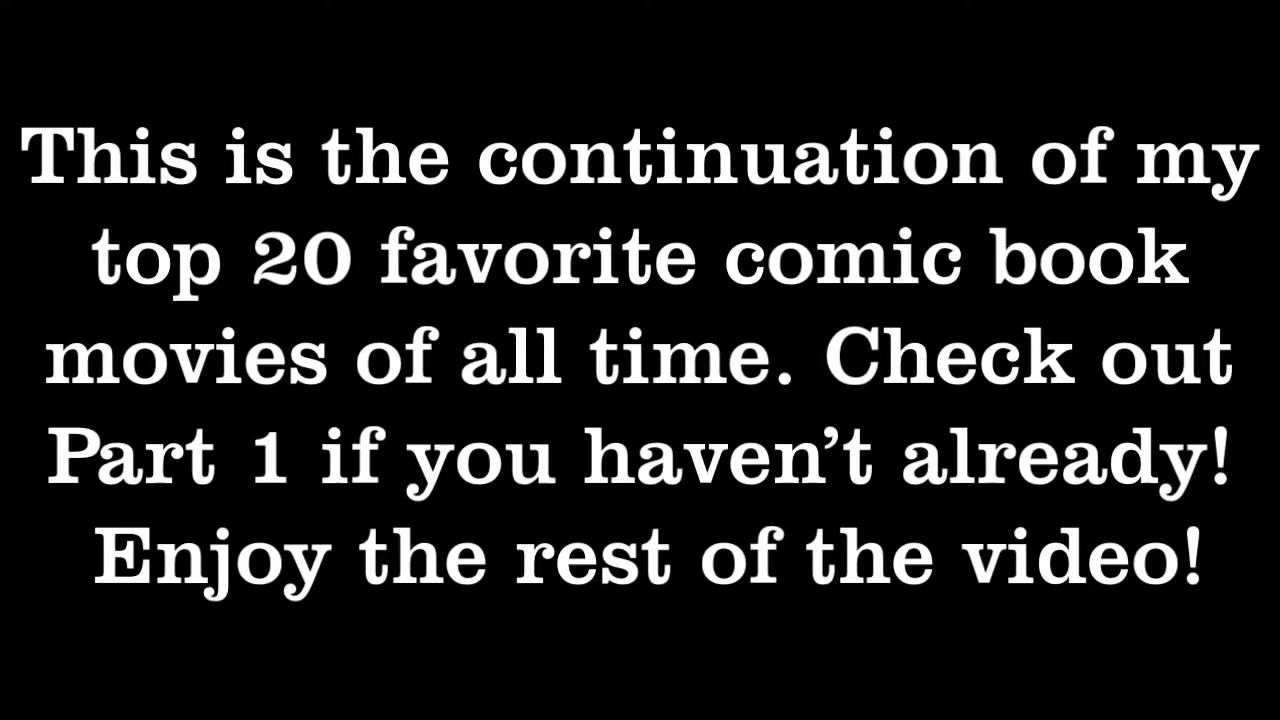 This is the continuation of my
top 20 favorite comic book
movies of all time. Check out
Part 1 if you haven’t already!
Enjoy the rest of the video!